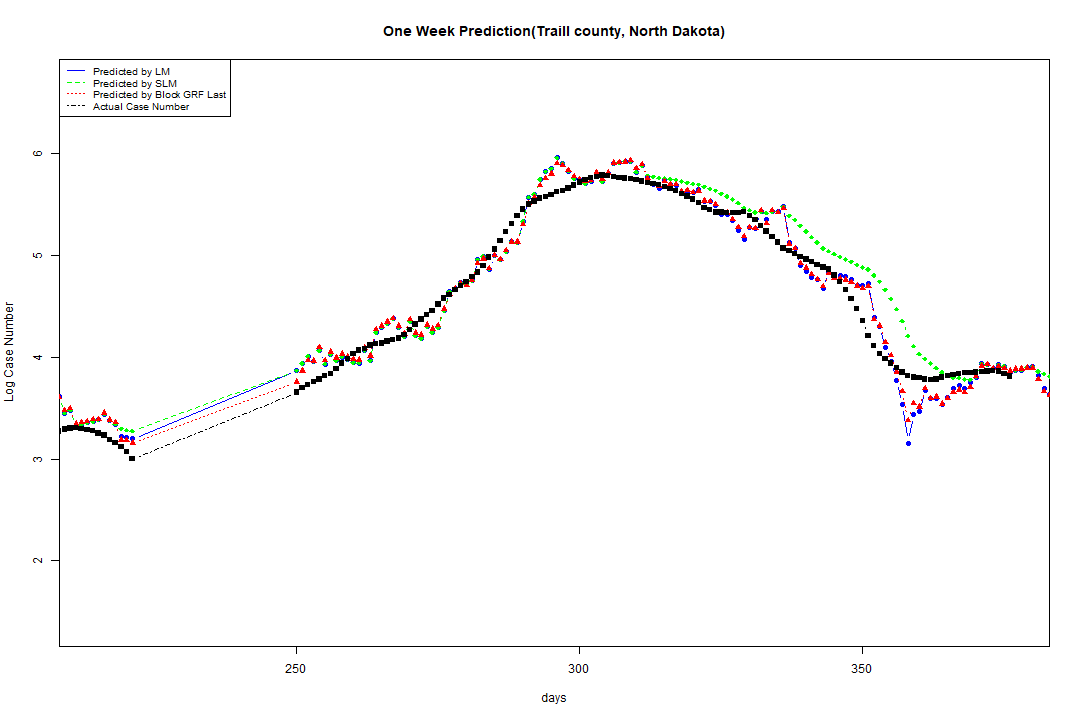 One Week Prediction(Traill county, North Dakota)
Predicted by LM
Predicted by SLM
Predicted by Block GRF Last
Actual Case Number
6
5
4
3
2
Log Case Number
250
300
350
days